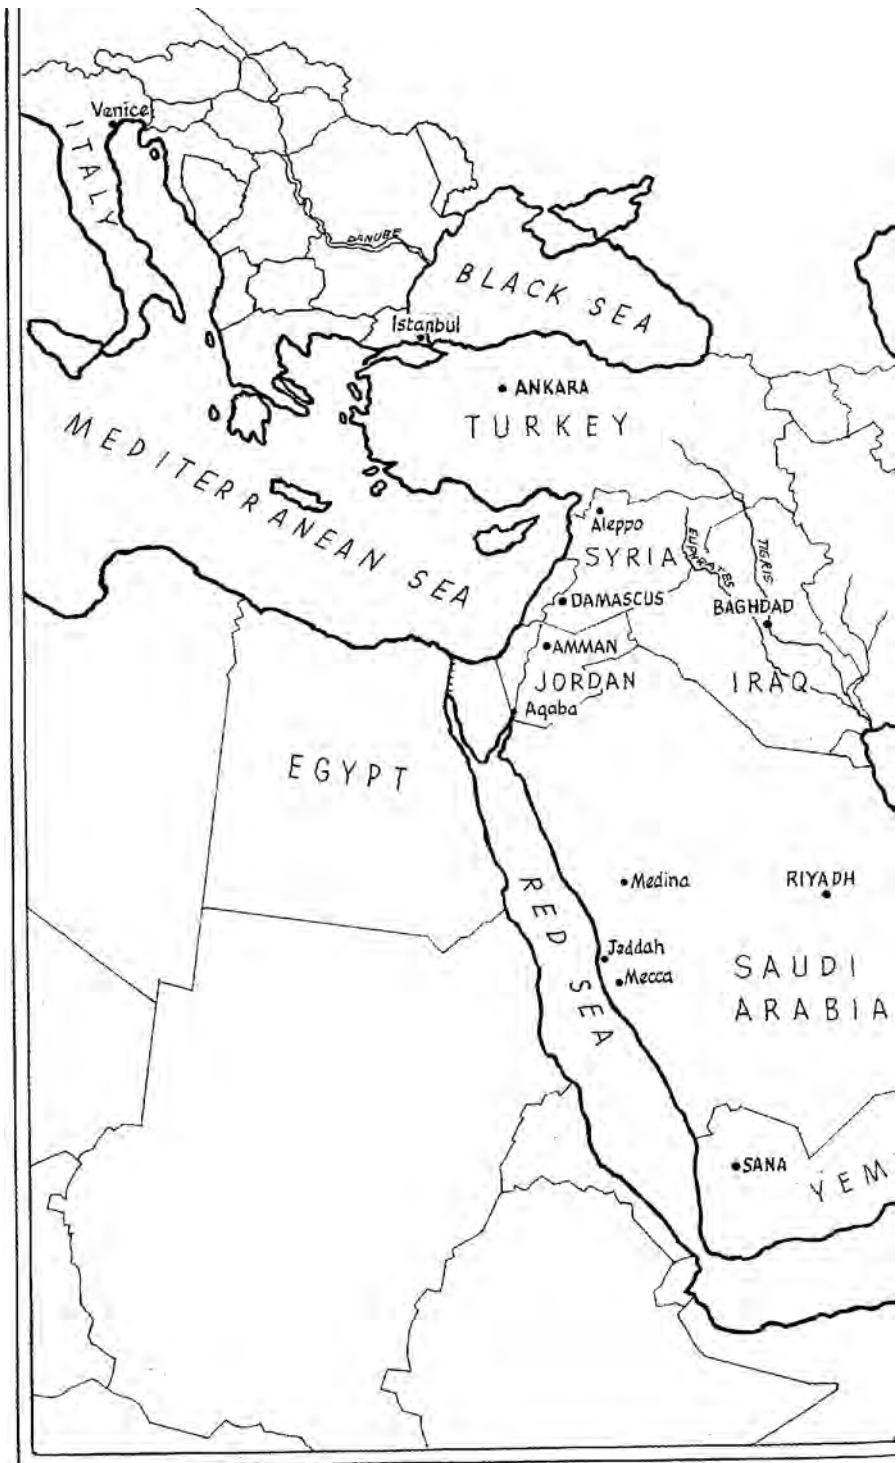 Venice
ITALY
DANUBE
BLACK SEA
Istanbul
ANKARA
TURKEY
MEDITERRANEAN SEA
Aleppo
SYRIA
EUPHRATES
TIGRIS
DAMASCUS
BAGHDAD
AMMAN
JORDAN
IRAQ
Aqaba
EGYPT
Medina
RIYADH
RED SEA
Jeddah
Mecca
SAUDI
ARABIA
SANA
YEM